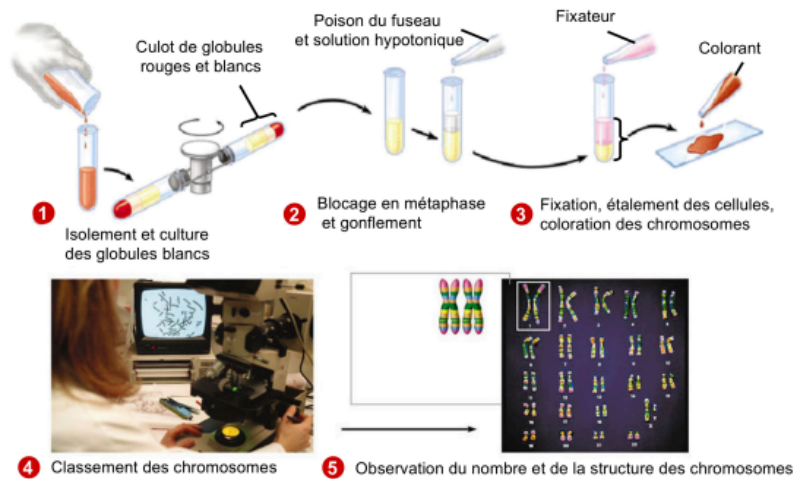 Poison du fuseau
et solution hypotonique
Fixateur
Colorant
Culot de globules
rouges et blancs
1
Isolement et culture
des globules blancs
2 Blocage en métaphase
et gonflement
3 Fixation, étalement des cellules,
coloration des chromosomes
4 Classement des chromosomes
5 Observation du nombre et de la structure des chromosomes